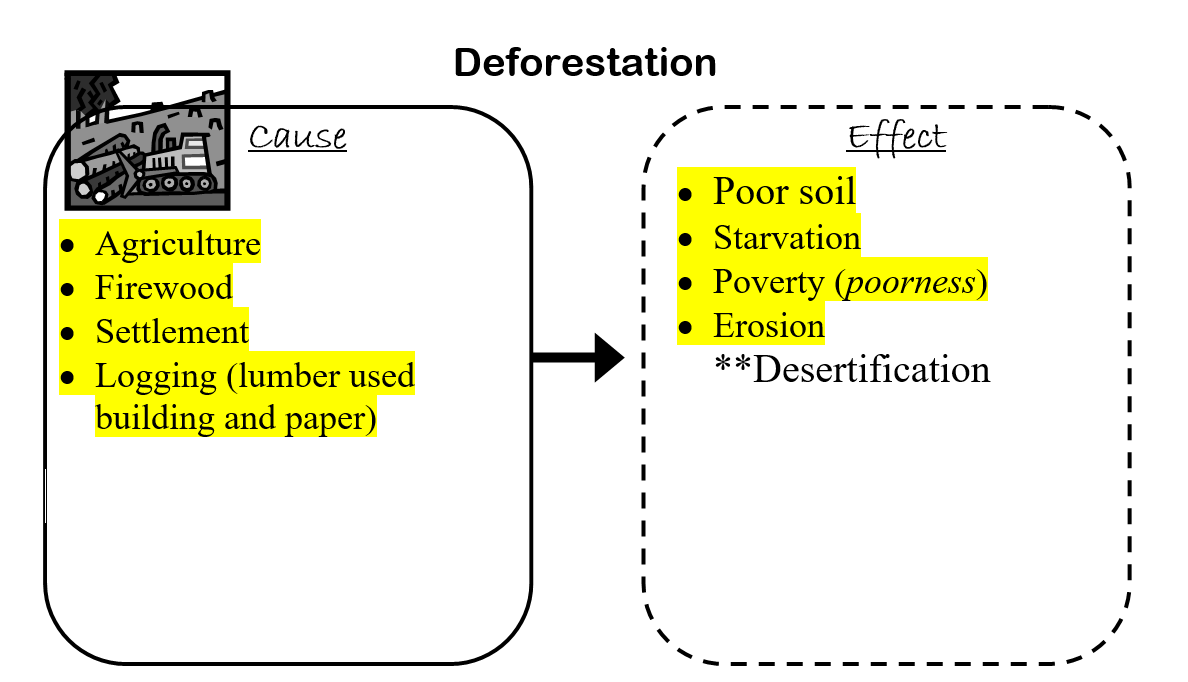 Deforestation
Cause
• Agriculture
• Firewood
• Settlement
• Logging (lumber used
building and paper)
Effect
• Poor soil
• Starvation
• Poverty (poorness)
• Erosion
**Desertification